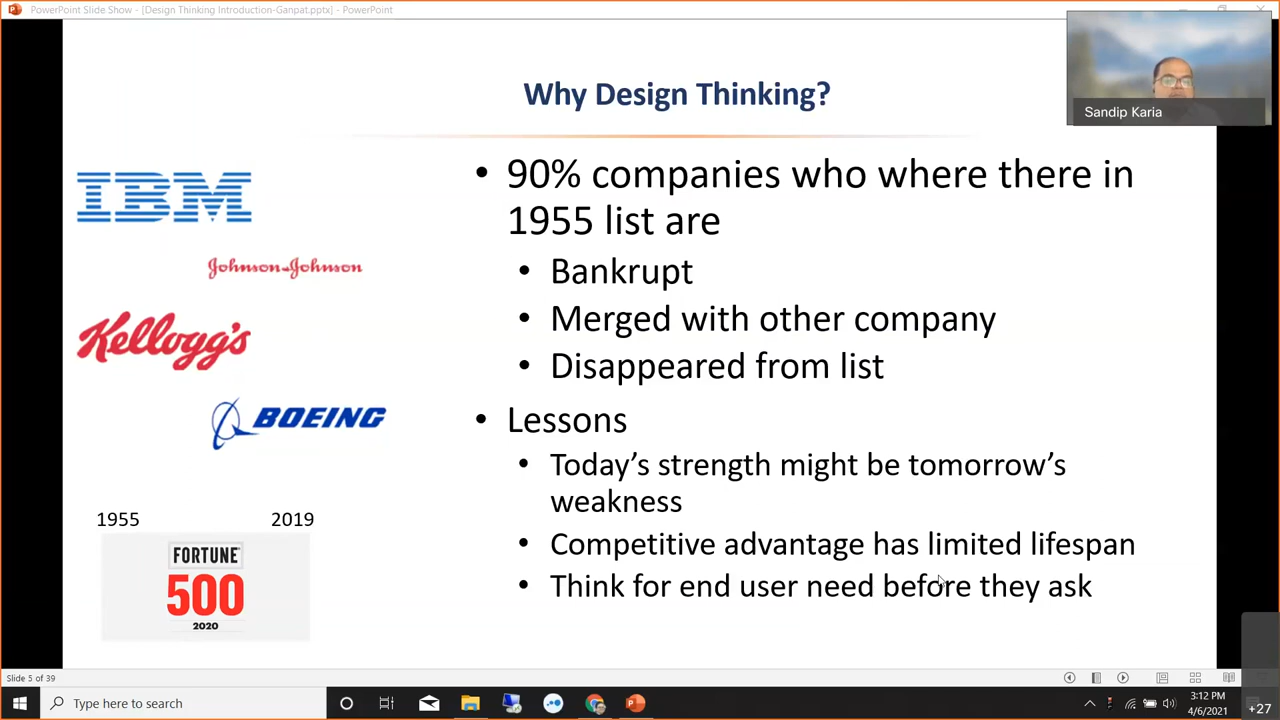 PowerPoint Slide Show - [Design Thinking Introduction-Ganpat.pptx] - PowerPoint
Sandip Karia
Why Design Thinking?
IBM
Johnson & Johnson
Kellogg's
BOEING
1955
2019
FORTUNE
500
2020
• 90% companies who where there in
1955 list are
• Bankrupt
• Merged with other company
• Disappeared from list
• Lessons
• Today’s strength might be tomorrow’s
weakness
• Competitive advantage has limited lifespan
• Think for end user need before they ask
Slide 5 of 39
Type here to search
3:12 PM
4/6/2021
+27